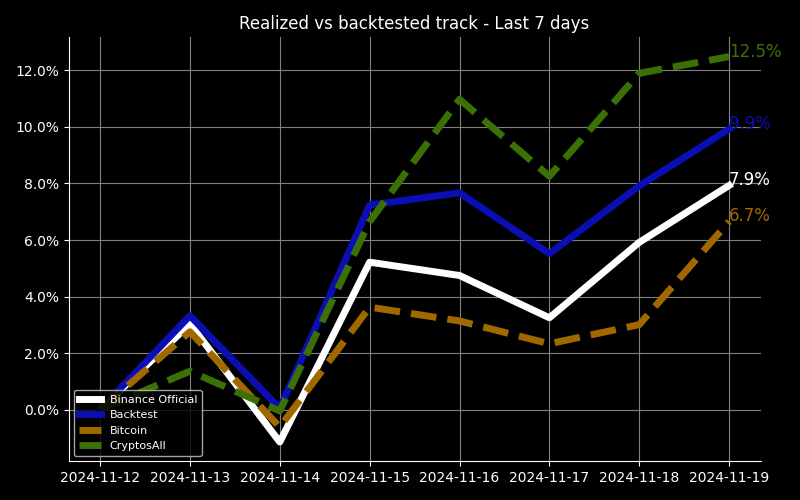 Realized vs backtested track - Last 7 days
12.0%
10.0%
8.0%
6.0%
4.0%
2.0%
0.0%
12.5%
9.9%
7.9%
6.7%
Binance Official
Backtest
Bitcoin
CryptosAll
2024-11-12 2024-11-13 2024-11-14 2024-11-15 2024-11-16 2024-11-17 2024-11-18 2024-11-19